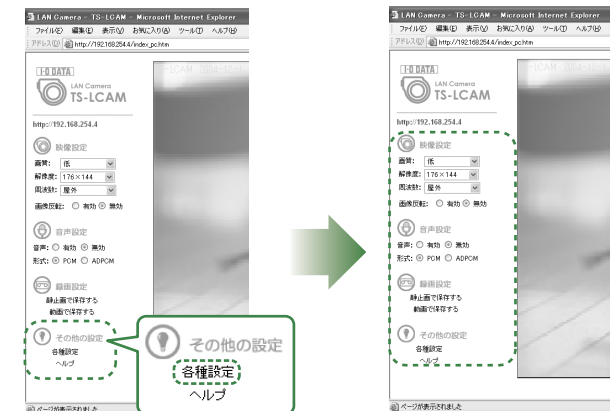 LAN Camera - TS-LCAM - Microsoft Internet Explorer
ファイル(F) 編集(E) 表示(V) お気に入り(A) ツール(T) ヘルプ(H)
アドレス(D) http://192.168.254.4/index_pc.htm
I-O DATA
LAN Camera
TS-LCAM
http://192.168.254.4
映像設定
画質: 低
解像度: 176×144
周波数: 屋外
画像反転: 有効 無効
音声設定
音声: 有効 無効
形式: PCM ADPCM
録画設定
静止画で保存する
動画で保存する
その他の設定
各種設定
ヘルプ
ページが表示されました
その他の設定
各種設定
ヘルプ
LAN Camera - TS-LCAM - Microsoft Internet Explorer
ファイル(F) 編集(E) 表示(V) お気に入り(A) ツール(T) ヘルプ(H)
アドレス(D) http://192.168.254.4/index_pc.htm
I-O DATA
LAN Camera
TS-LCAM
http://192.168.254.4
映像設定
画質: 低
解像度: 176×144
周波数: 屋外
画像反転: 有効 無効
音声設定
音声: 有効 無効
形式: PCM ADPCM
録画設定
静止画で保存する
動画で保存する
その他の設定
各種設定
ヘルプ
ページが表示されました